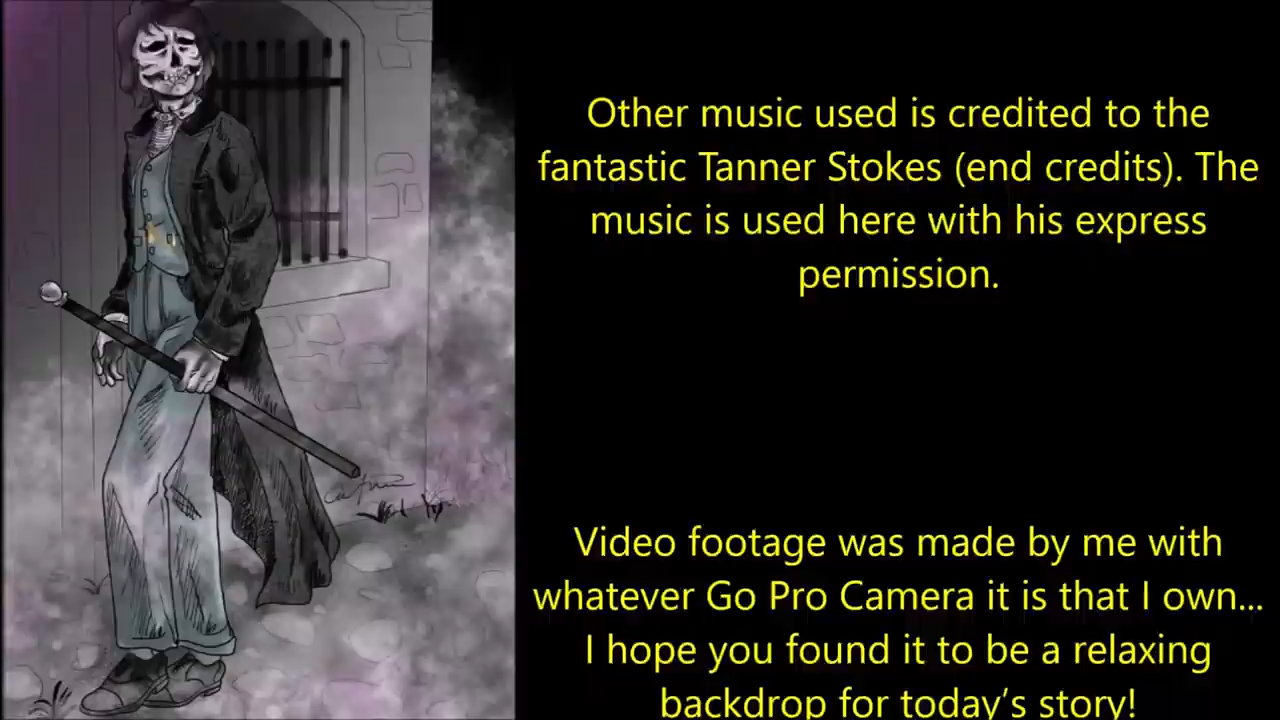 Other music used is credited to the
fantastic Tanner Stokes (end credits). The
music is used here with his express
permission.
Video footage was made by me with
whatever Go Pro Camera it is that I own...
I hope you found it to be a relaxing
backdrop for today's story!